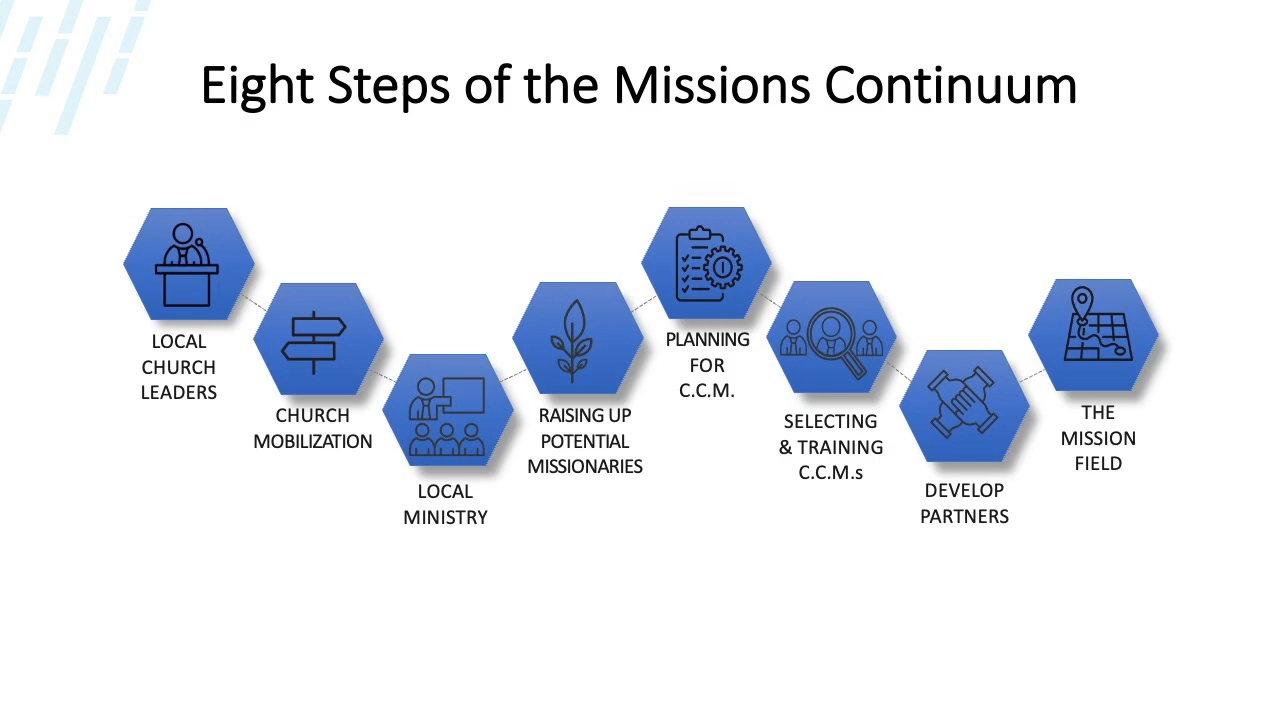 Eight Steps of the Missions Continuum
LOCAL
CHURCH
LEADERS
CHURCH
MOBILIZATION
LOCAL
MINISTRY
RAISING UP
POTENTIAL
MISSIONARIES
PLANNING
FOR
C.C.M.
SELECTING
& TRAINING
C.C.M.s
DEVELOP
PARTNERS
THE
MISSION
FIELD